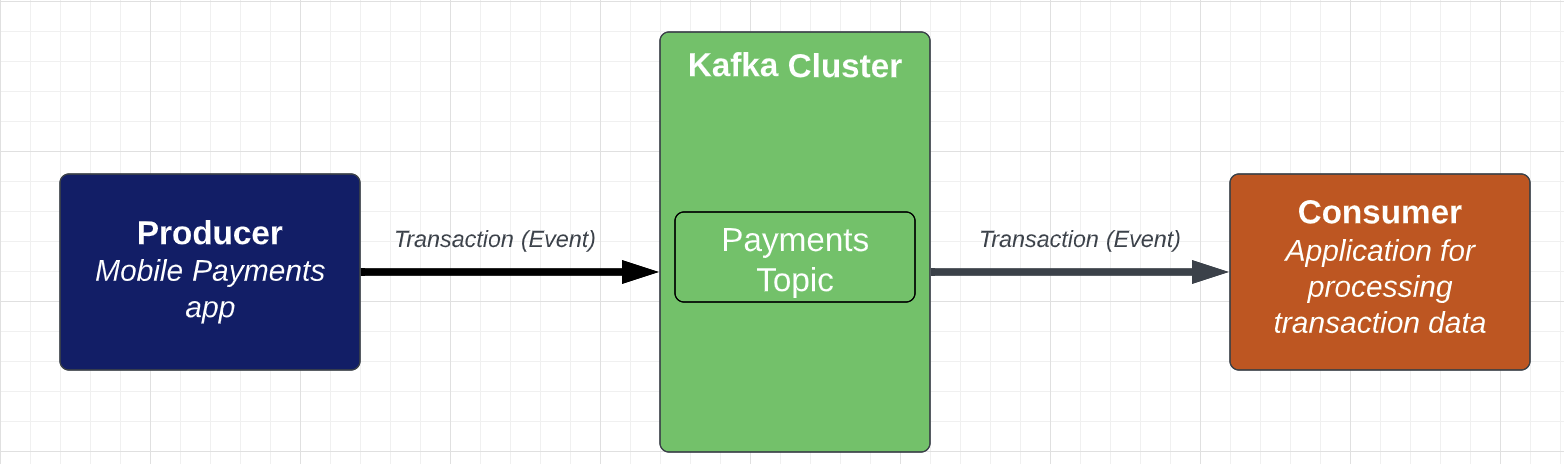 Kafka Cluster
Producer
Mobile Payments
app
Transaction (Event)
Payments
Topic
Transaction (Event)
Consumer
Application for
processing
transaction data